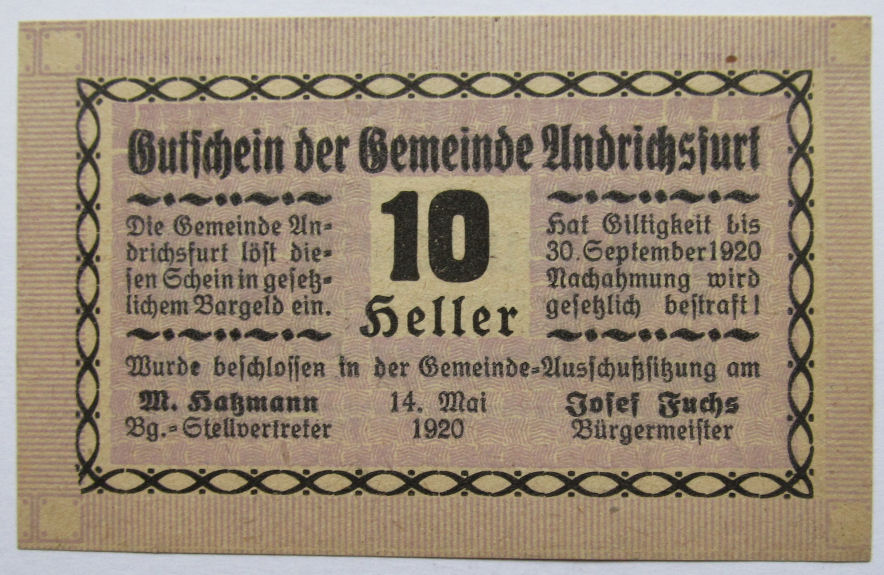 Gutschein der Gemeinde Andrichsfurt
Die Gemeinde An-
drichsfurt löst die-
sen Schein in gesetz-
lichem Bargeld ein.
10
Heller
Hat Giltigkeit bis
30. September 1920
Nachahmung wird
gesetzlich bestraft!
Wurde beschlossen in der Gemeinde-Ausschußsitzung am
M. Hatzmann
Bg.-Stellvertreter
14. Mai
1920
Josef Fuchs
Bürgermeister